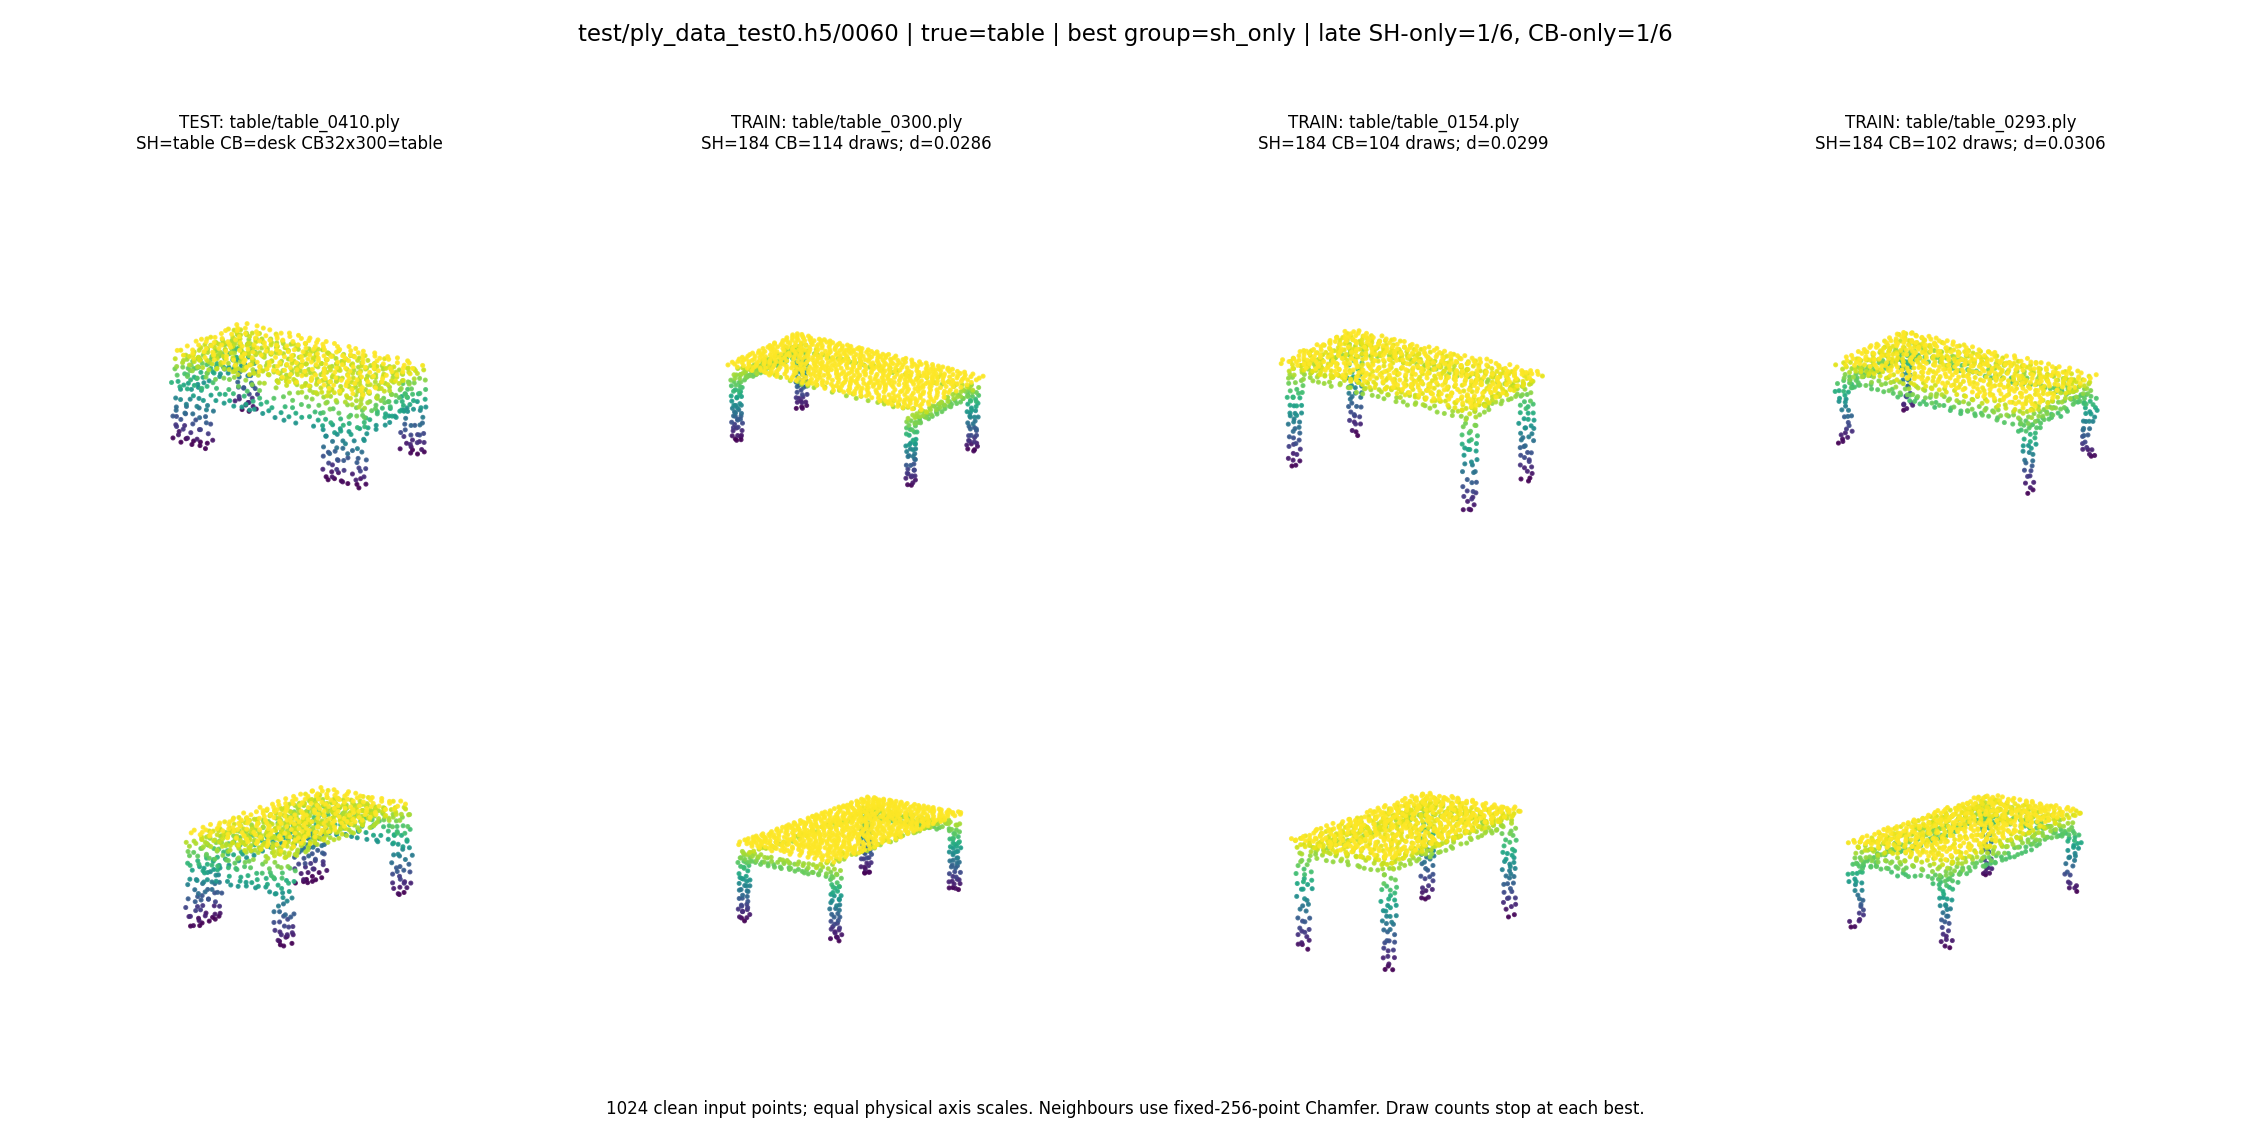 test/ply_data_test0.h5/0060 | true=table | best group=sh_only | late SH-only=1/6, CB-only=1/6
TEST: table/table_0410.ply
SH=table CB=desk CB32x300=table
TRAIN: table/table_0300.ply
SH=184 CB=114 draws; d=0.0286
TRAIN: table/table_0154.ply
SH=184 CB=104 draws; d=0.0299
TRAIN: table/table_0293.ply
SH=184 CB=102 draws; d=0.0306
1024 clean input points; equal physical axis scales. Neighbours use fixed-256-point Chamfer. Draw counts stop at each best.